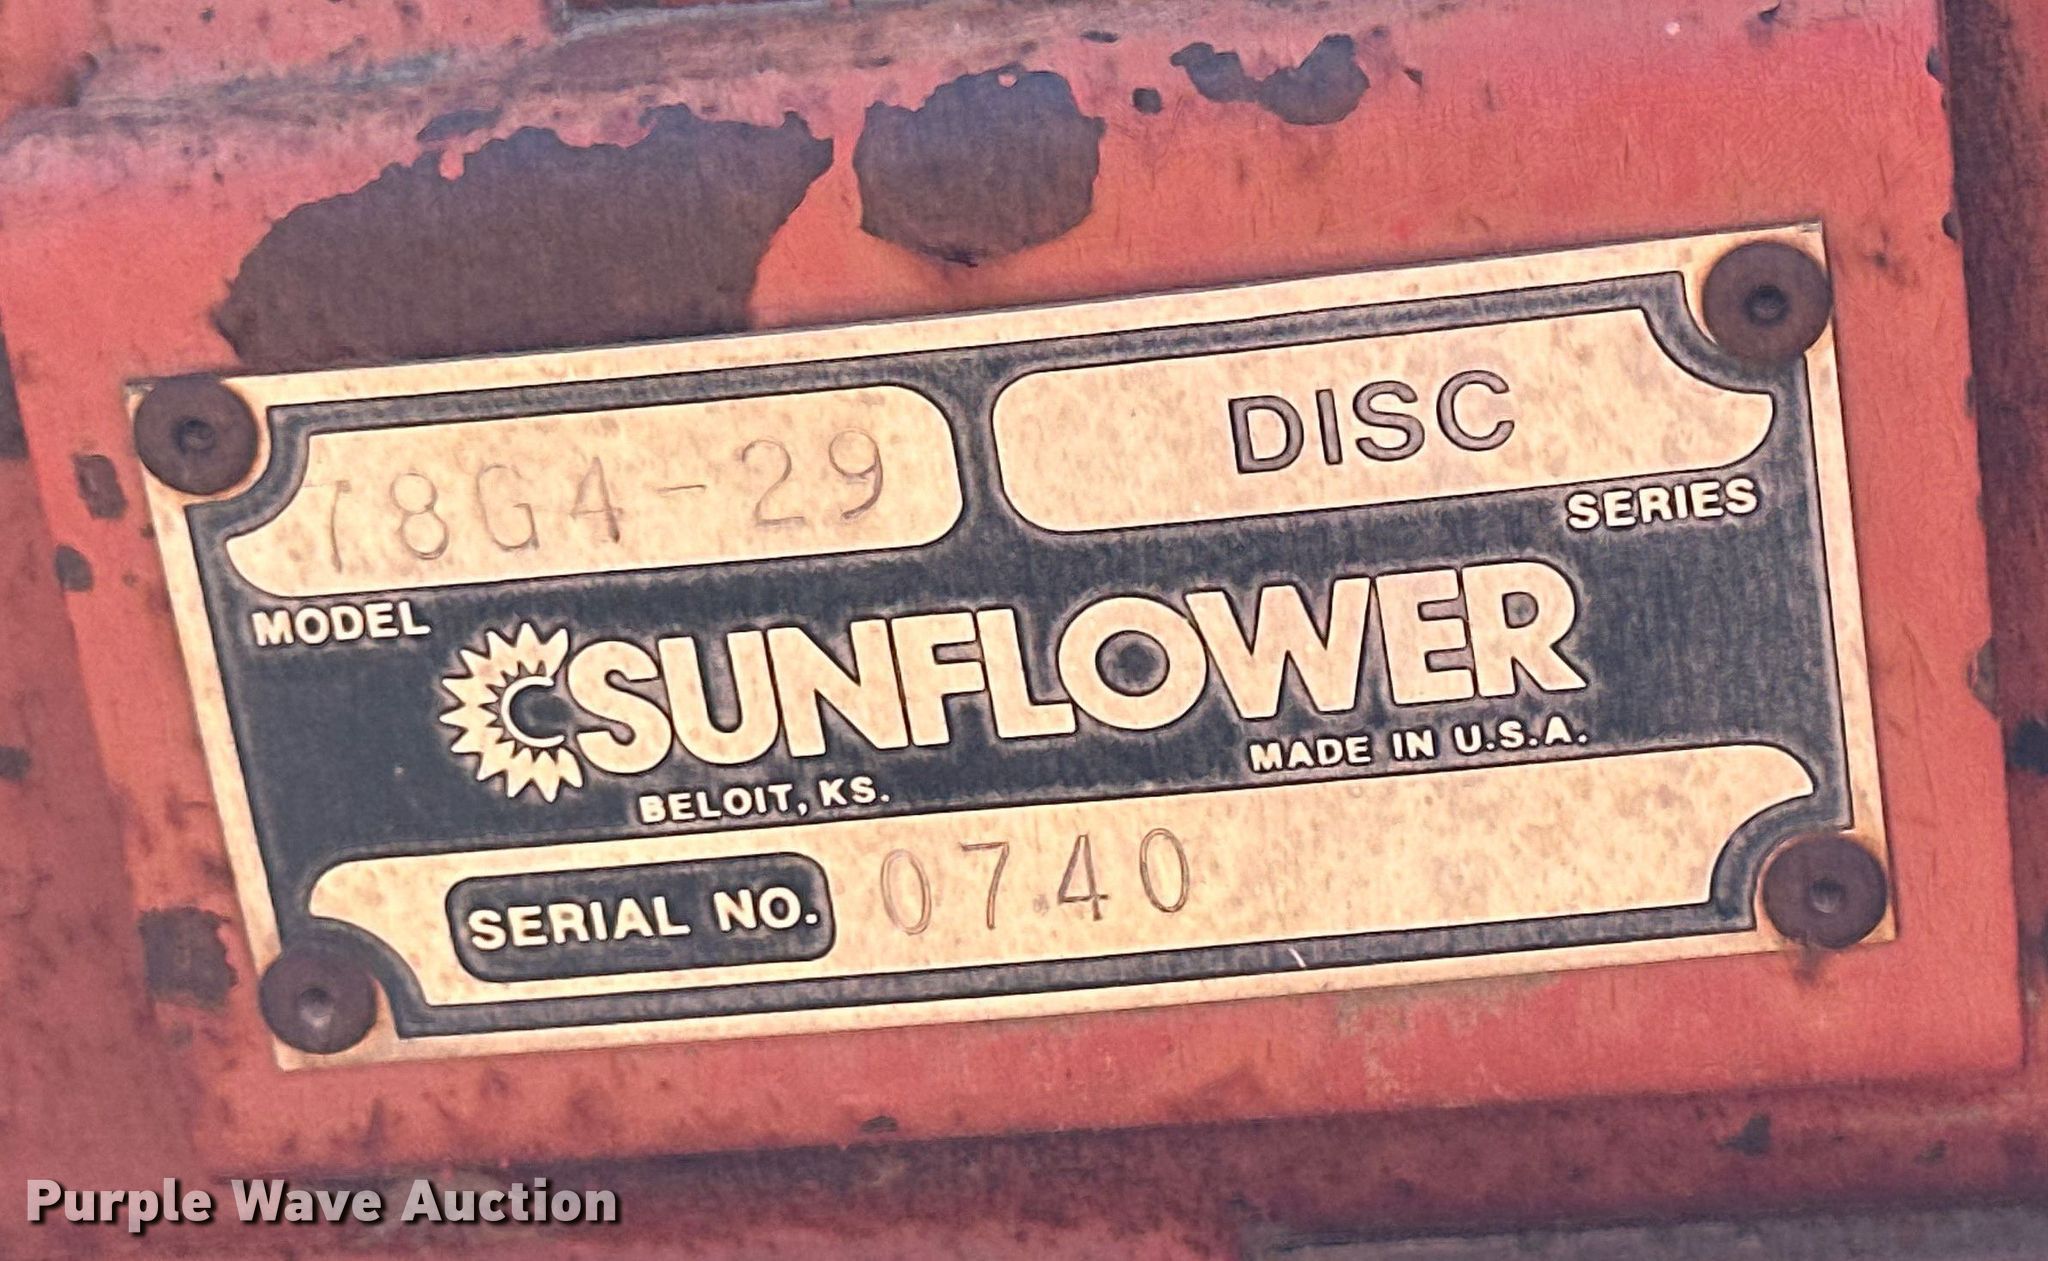 78G4-29
DISC
MODEL
SERIES
SUNFLOWER
BELOIT, KS.
MADE IN U.S.A.
SERIAL NO. 0740
Purple Wave Auction